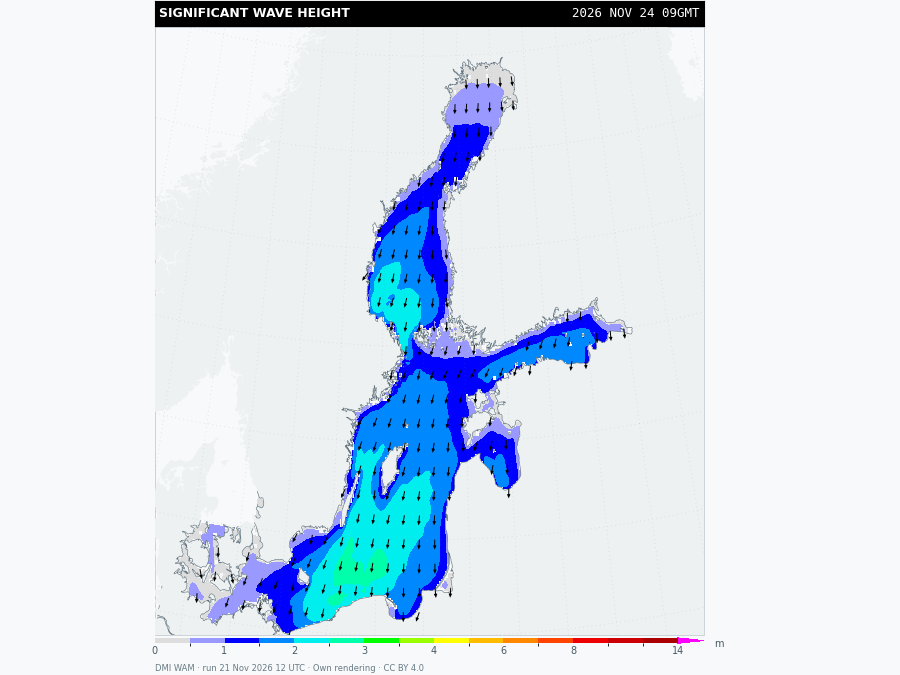 SIGNIFICANT WAVE HEIGHT 2026 NOV 24 09GMT
0 1 2 3 4 6 8 14 m
DMI WAM · run 21 Nov 2026 12 UTC · Own rendering · CC BY 4.0